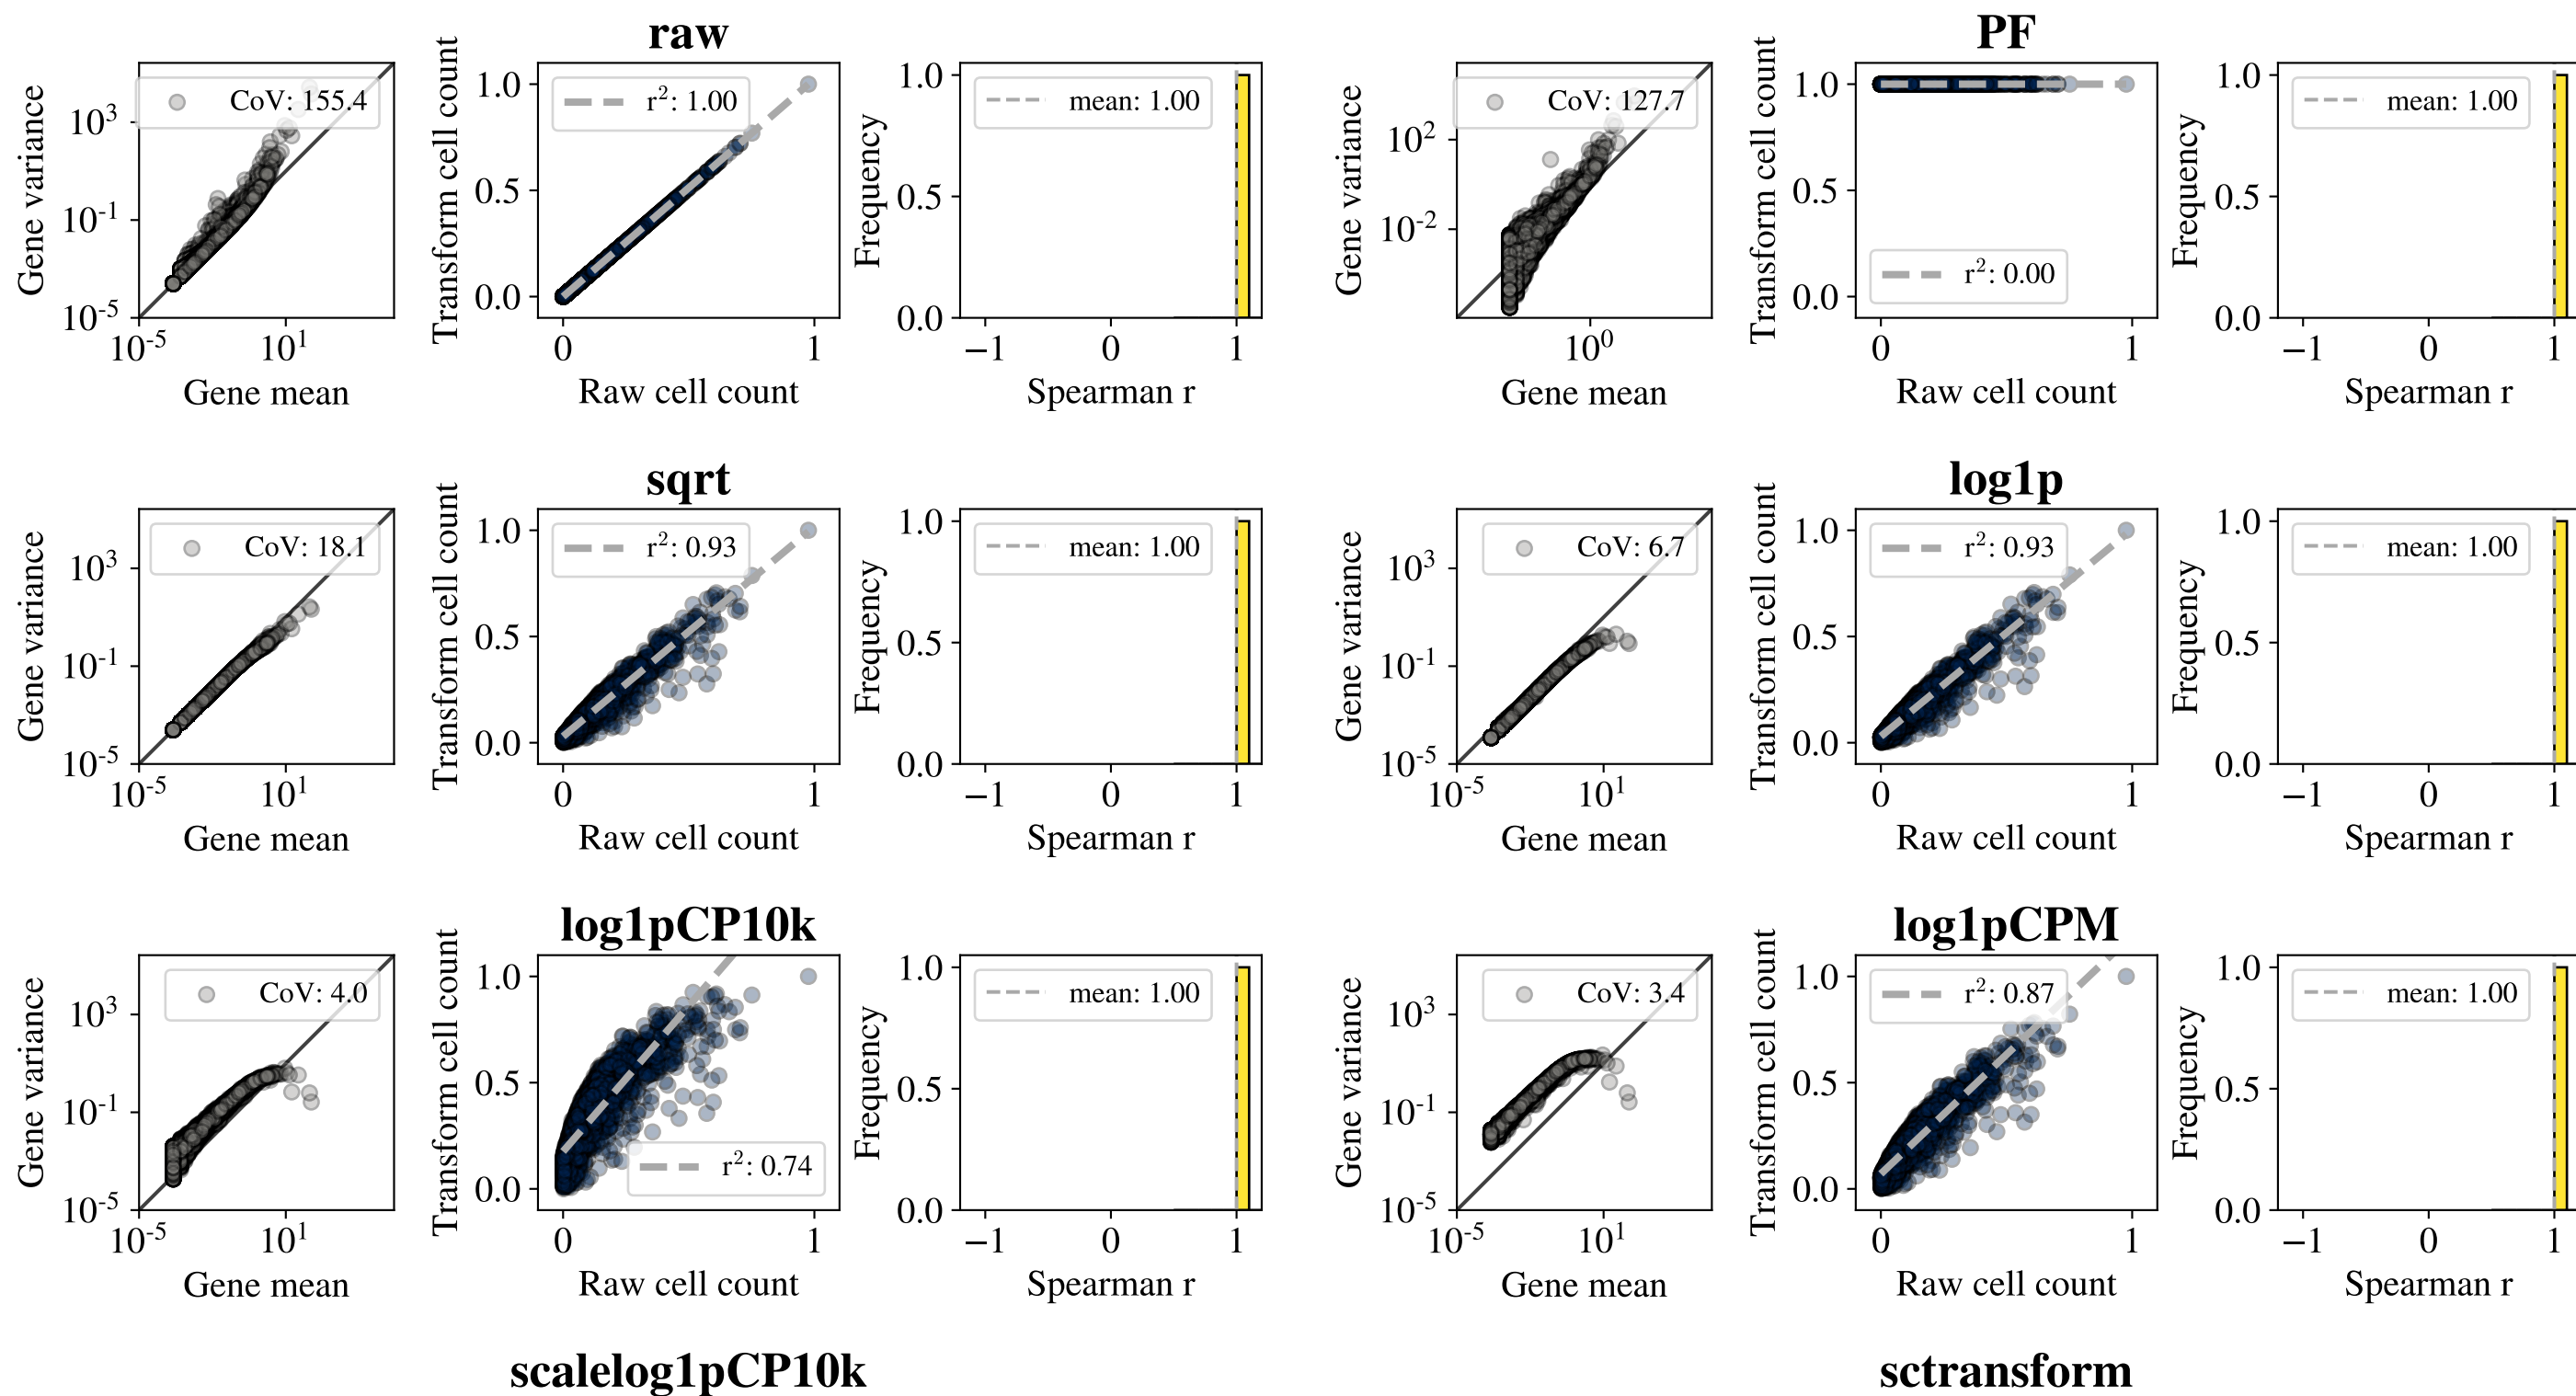 raw
Gene variance
10³
10⁻¹
10⁻⁵
CoV: 155.4
10⁻⁵ 10¹
Gene mean
Transform cell count
1.0
0.5
0.0
r²: 1.00
0 1
Raw cell count
Frequency
1.0
0.5
0.0
mean: 1.00
−1 0 1
Spearman r
PF
Gene variance
10²
10⁻²
CoV: 127.7
10⁰
Gene mean
Transform cell count
1.0
0.5
0.0
r²: 0.00
0 1
Raw cell count
Frequency
1.0
0.5
0.0
mean: 1.00
−1 0 1
Spearman r
sqrt
Gene variance
10³
10⁻¹
10⁻⁵
CoV: 18.1
10⁻⁵ 10¹
Gene mean
Transform cell count
1.0
0.5
0.0
r²: 0.93
0 1
Raw cell count
Frequency
1.0
0.5
0.0
mean: 1.00
−1 0 1
Spearman r
log1p
Gene variance
10³
10⁻¹
10⁻⁵
CoV: 6.7
10⁻⁵ 10¹
Gene mean
Transform cell count
1.0
0.5
0.0
r²: 0.93
0 1
Raw cell count
Frequency
1.0
0.5
0.0
mean: 1.00
−1 0 1
Spearman r
log1pCP10k
Gene variance
10³
10⁻¹
10⁻⁵
CoV: 4.0
10⁻⁵ 10¹
Gene mean
Transform cell count
1.0
0.5
0.0
r²: 0.74
0 1
Raw cell count
Frequency
1.0
0.5
0.0
mean: 1.00
−1 0 1
Spearman r
log1pCPM
Gene variance
10³
10⁻¹
10⁻⁵
CoV: 3.4
10⁻⁵ 10¹
Gene mean
Transform cell count
1.0
0.5
0.0
r²: 0.87
0 1
Raw cell count
Frequency
1.0
0.5
0.0
mean: 1.00
−1 0 1
Spearman r
scalelog1pCP10k
sctransform